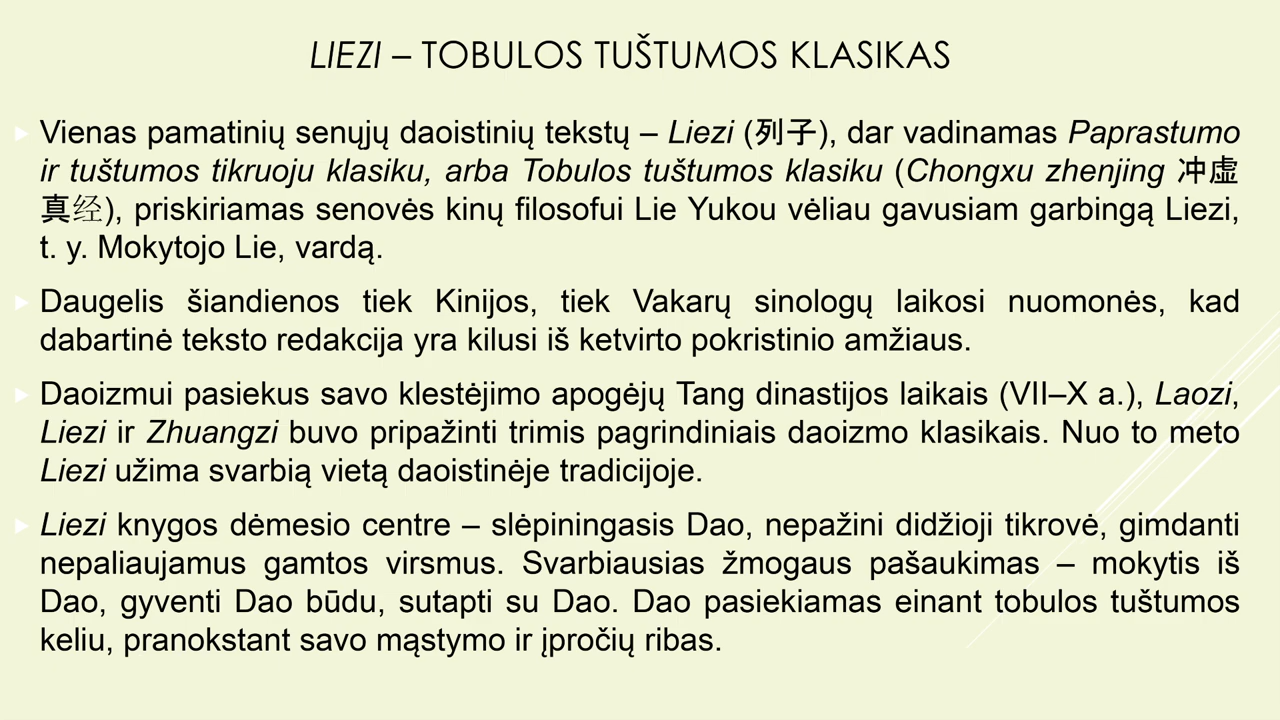 LIEZI – TOBULOS TUŠTUMOS KLASIKAS
Vienas pamatinių senųjų daoistinių tekstų – Liezi (列子), dar vadinamas Paprastumo
ir tuštumos tikruoju klasiku, arba Tobulos tuštumos klasiku (Chongxu zhenjing 冲虚
真经), priskiriamas senovės kinų filosofui Lie Yukou vėliau gavusiam garbingą Liezi,
t. y. Mokytojo Lie, vardą.
Daugelis šiandienos tiek Kinijos, tiek Vakarų sinologų laikosi nuomonės, kad
dabartinė teksto redakcija yra kilusi iš ketvirto pokristinio amžiaus.
Daoizmui pasiekus savo klestėjimo apogėjų Tang dinastijos laikais (VII–X a.), Laozi,
Liezi ir Zhuangzi buvo pripažinti trimis pagrindiniais daoizmo klasikais. Nuo to meto
Liezi užima svarbią vietą daoistinėje tradicijoje.
Liezi knygos dėmesio centre – slėpiningasis Dao, nepažini didžioji tikrovė, gimdanti
nepaliaujamus gamtos virsmus. Svarbiausias žmogaus pašaukimas – mokytis iš
Dao, gyventi Dao būdu, sutapti su Dao. Dao pasiekiamas einant tobulos tuštumos
keliu, pranokstant savo mąstymo ir įpročių ribas.